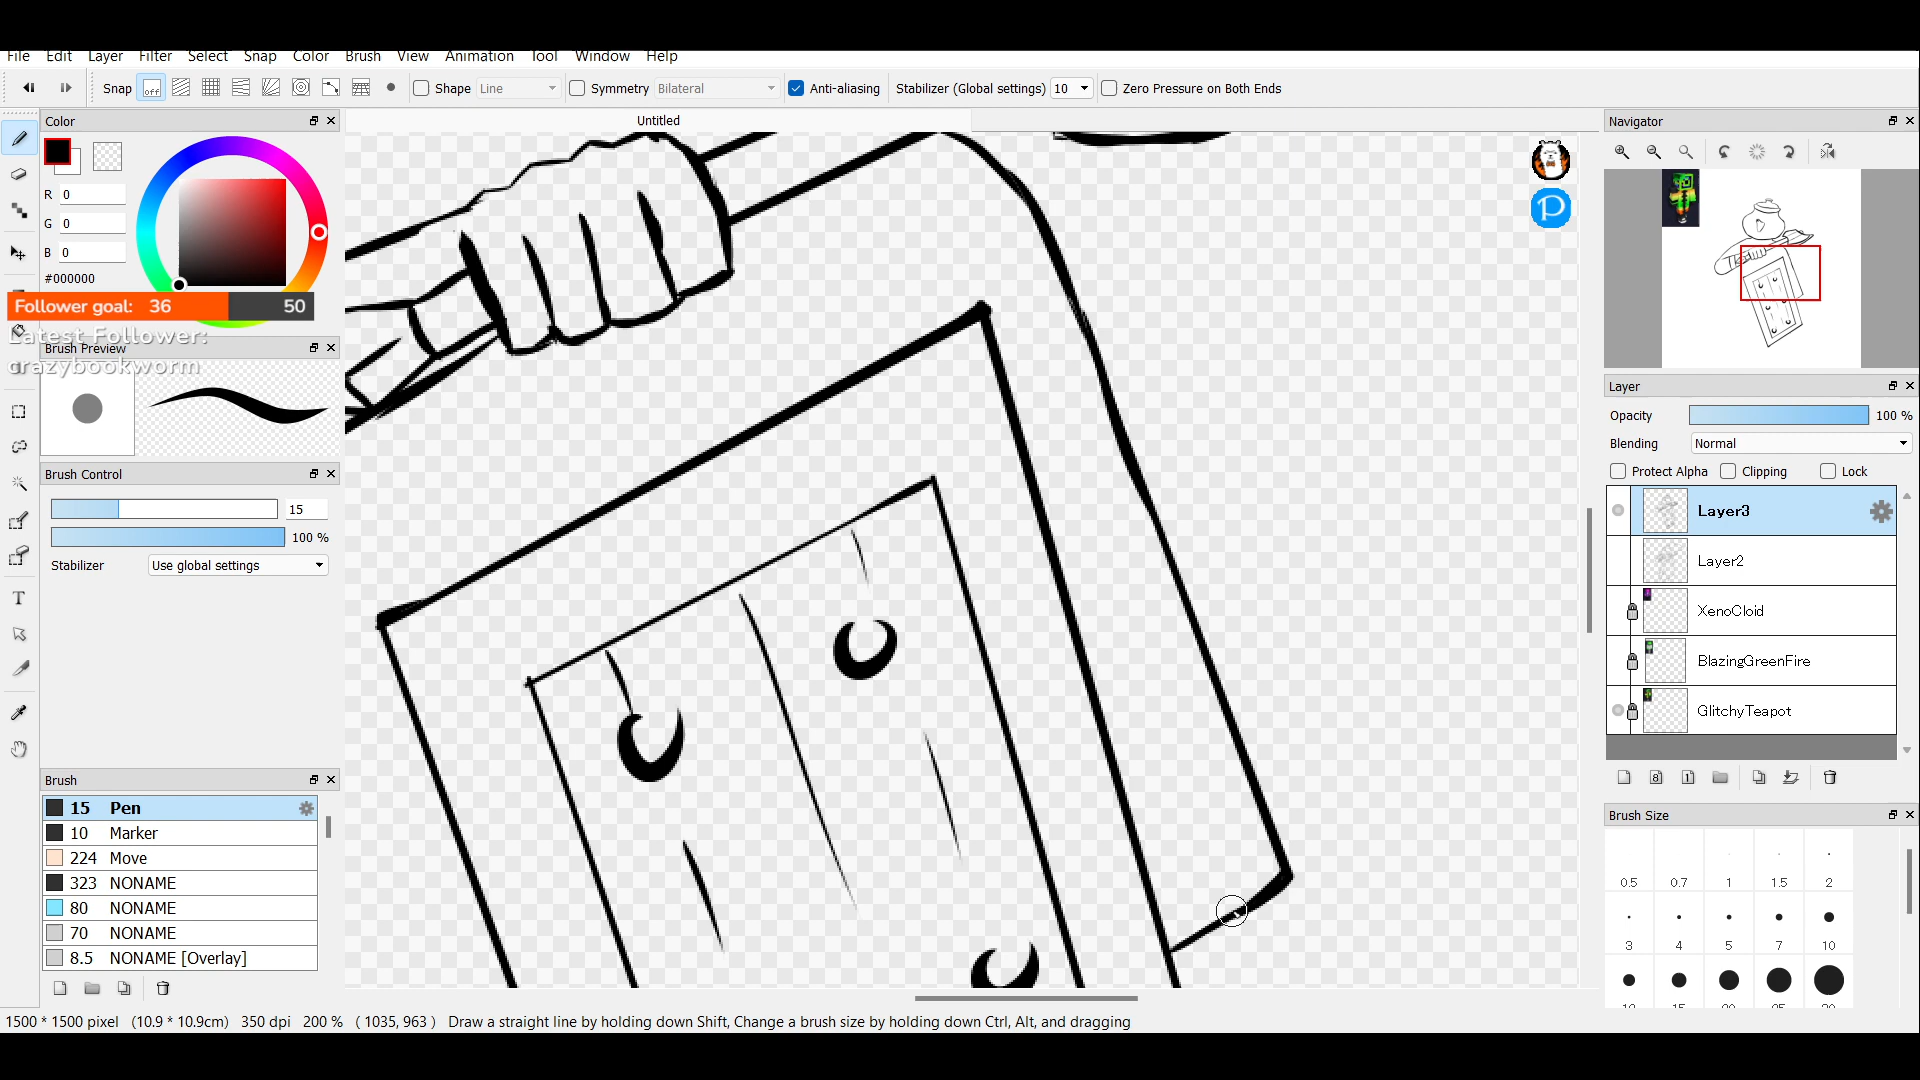 File Edit Layer Filter Select Snap Color Brush View Animation Tool Window Help
Snap off Shape Line Symmetry Bilateral Anti-aliasing Stabilizer (Global settings) 10 Zero Pressure on Both Ends
Color
Untitled
Navigator
R 0
G 0
B 0
#000000
Follower goal: 36 50
Latest Follower:
crazybookworm
Brush Preview
Brush Control
15
100 %
Stabilizer Use global settings
Brush
15 Pen
10 Marker
224 Move
323 NONAME
80 NONAME
70 NONAME
8.5 NONAME [Overlay]
Layer
Opacity 100 %
Blending Normal
Protect Alpha Clipping Lock
Layer3
Layer2
XenoCloid
BlazingGreenFire
GlitchyTeapot
Brush Size
0.5 0.7 1 1.5 2
3 4 5 7 10
1500 * 1500 pixel (10.9 * 10.9cm) 350 dpi 200 % ( 1035, 963 ) Draw a straight line by holding down Shift, Change a brush size by holding down Ctrl, Alt, and dragging